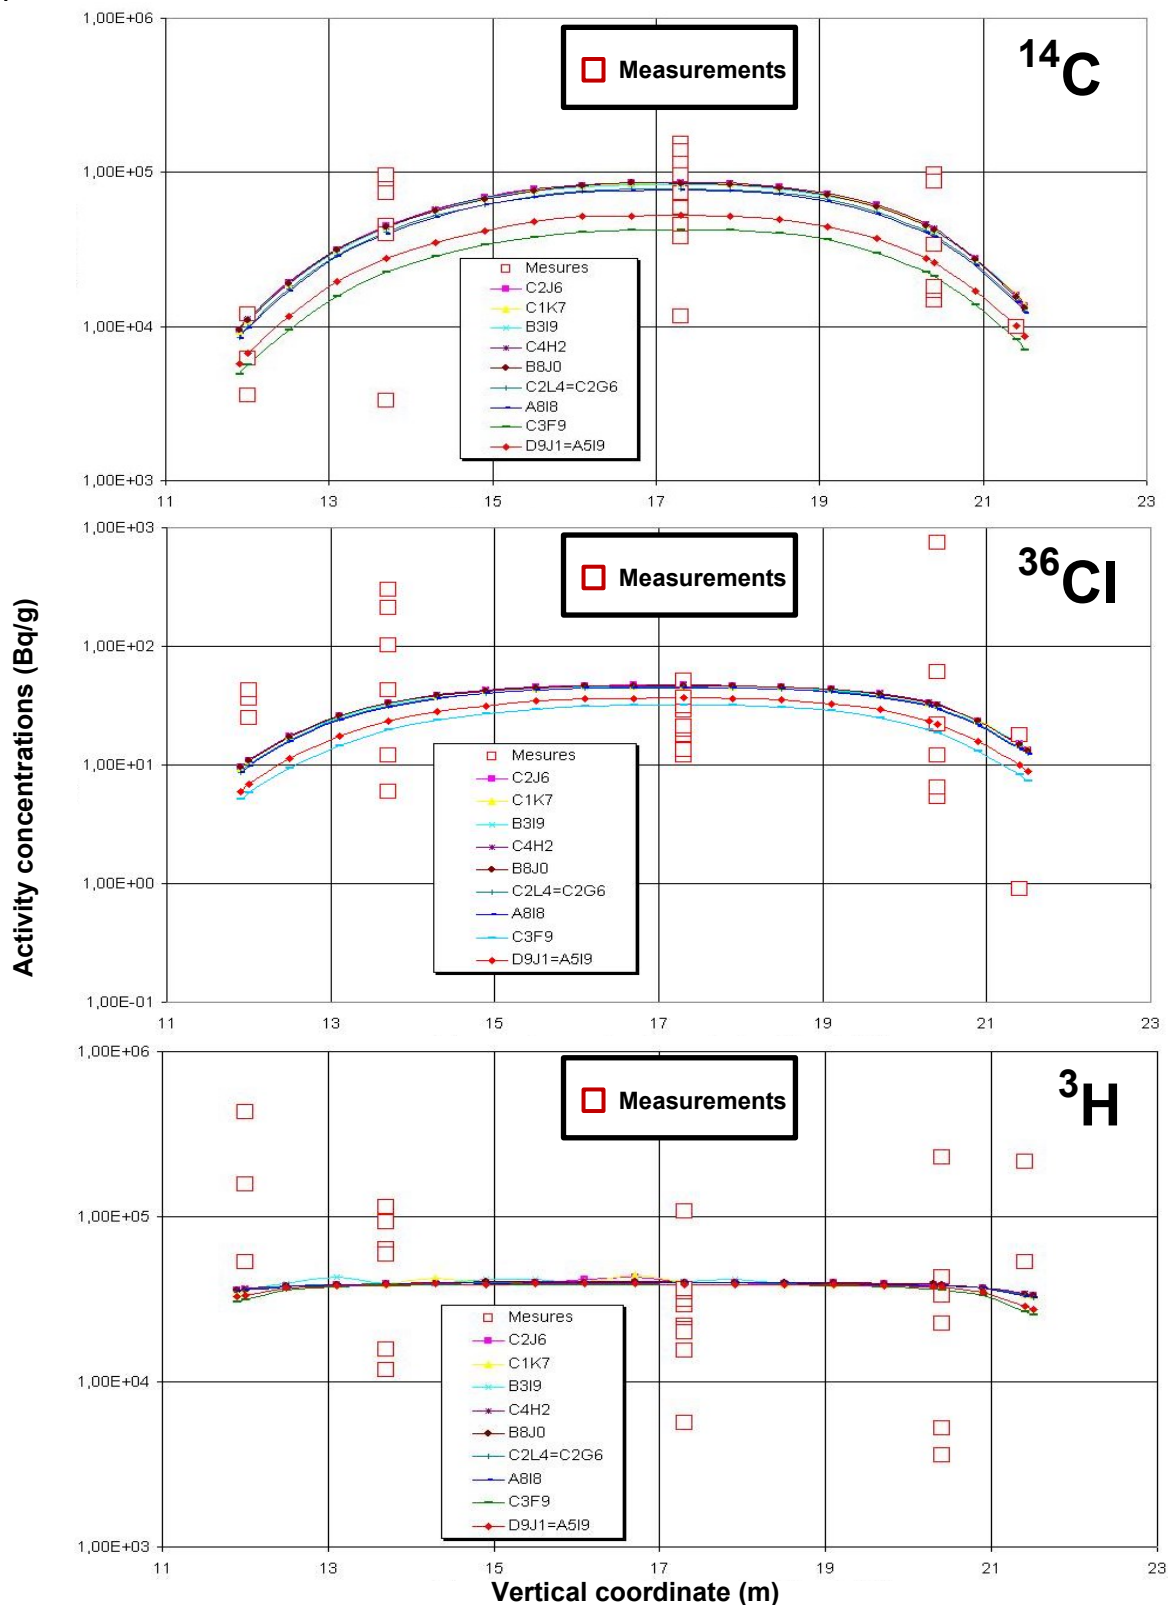 1,00E+06
Measurements
14C
1,00E+05
1,00E+04
1,00E+03
Mesures
C2J6
C1K7
B3I9
C4H2
B8J0
C2L4=C2G6
A8I8
C3F9
D9J1=A5I9
11 13 15 17 19 21 23
1,00E+03
Measurements
36Cl
1,00E+02
1,00E+01
1,00E+00
1,00E-01
Mesures
C2J6
C1K7
B3I9
C4H2
B8J0
C2L4=C2G6
A8I8
C3F9
D9J1=A5I9
11 13 15 17 19 21 23
Activity concentrations (Bq/g)
1,00E+06
Measurements
3H
1,00E+05
1,00E+04
1,00E+03
Mesures
C2J6
C1K7
B3I9
C4H2
B8J0
C2L4=C2G6
A8I8
C3F9
D9J1=A5I9
11 13 15 17 19 21 23
Vertical coordinate (m)